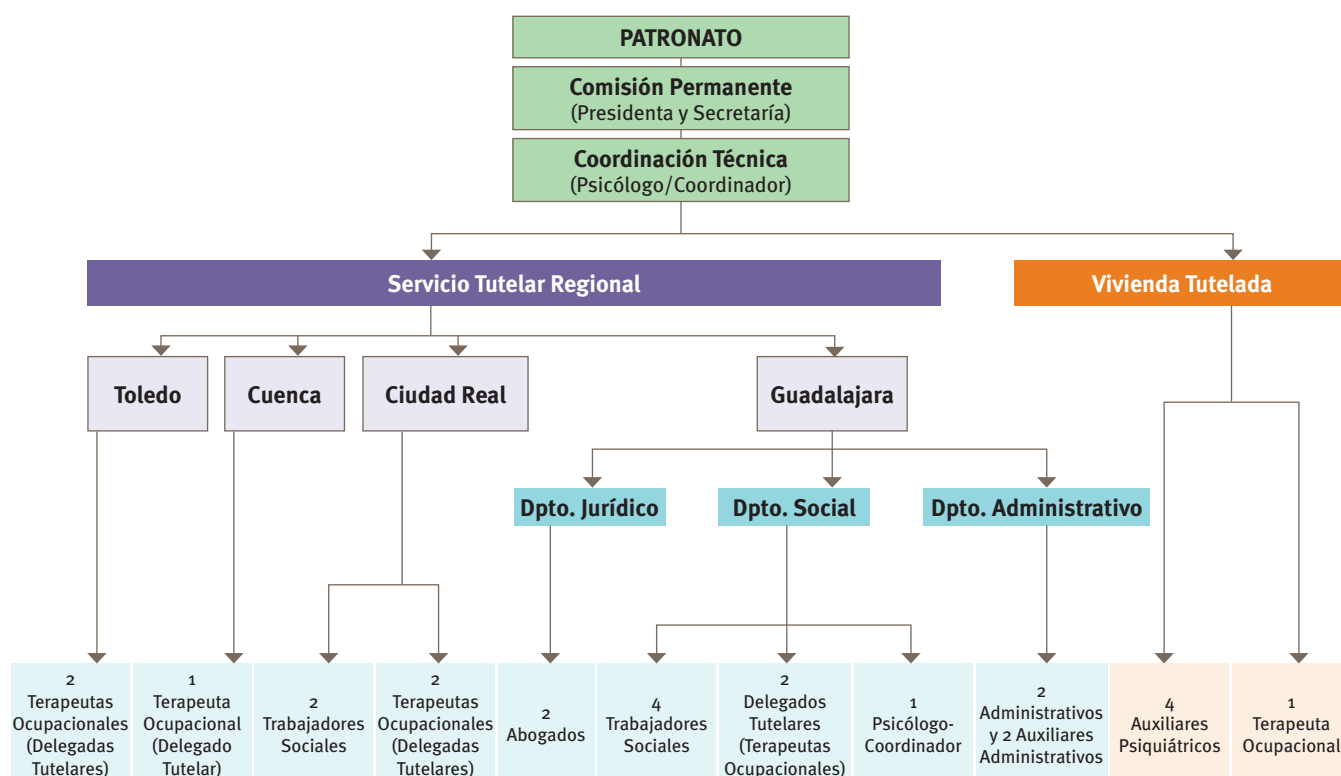 PATRONATO
Comisión Permanente
(Presidenta y Secretaría)
Coordinación Técnica
(Psicólogo/Coordinador)
Servicio Tutelar Regional
Vivienda Tutelada
Toledo
Cuenca
Ciudad Real
Guadalajara
Dpto. Jurídico
Dpto. Social
Dpto. Administrativo
2
Terapeutas
Ocupacionales
(Delegadas
Tutelares)
1
Terapeuta
Ocupacional
(Delegado
Tutelar)
2
Trabajadores
Sociales
2
Terapeutas
Ocupacionales
(Delegadas
Tutelares)
2
Abogados
4
Trabajadores
Sociales
2
Delegados
Tutelares
(Terapeutas
Ocupacionales)
1
Psicólogo-
Coordinador
2
Administrativos
y 2 Auxiliares
Administrativos
4
Auxiliares
Psiquiátricos
1
Terapeuta
Ocupacional